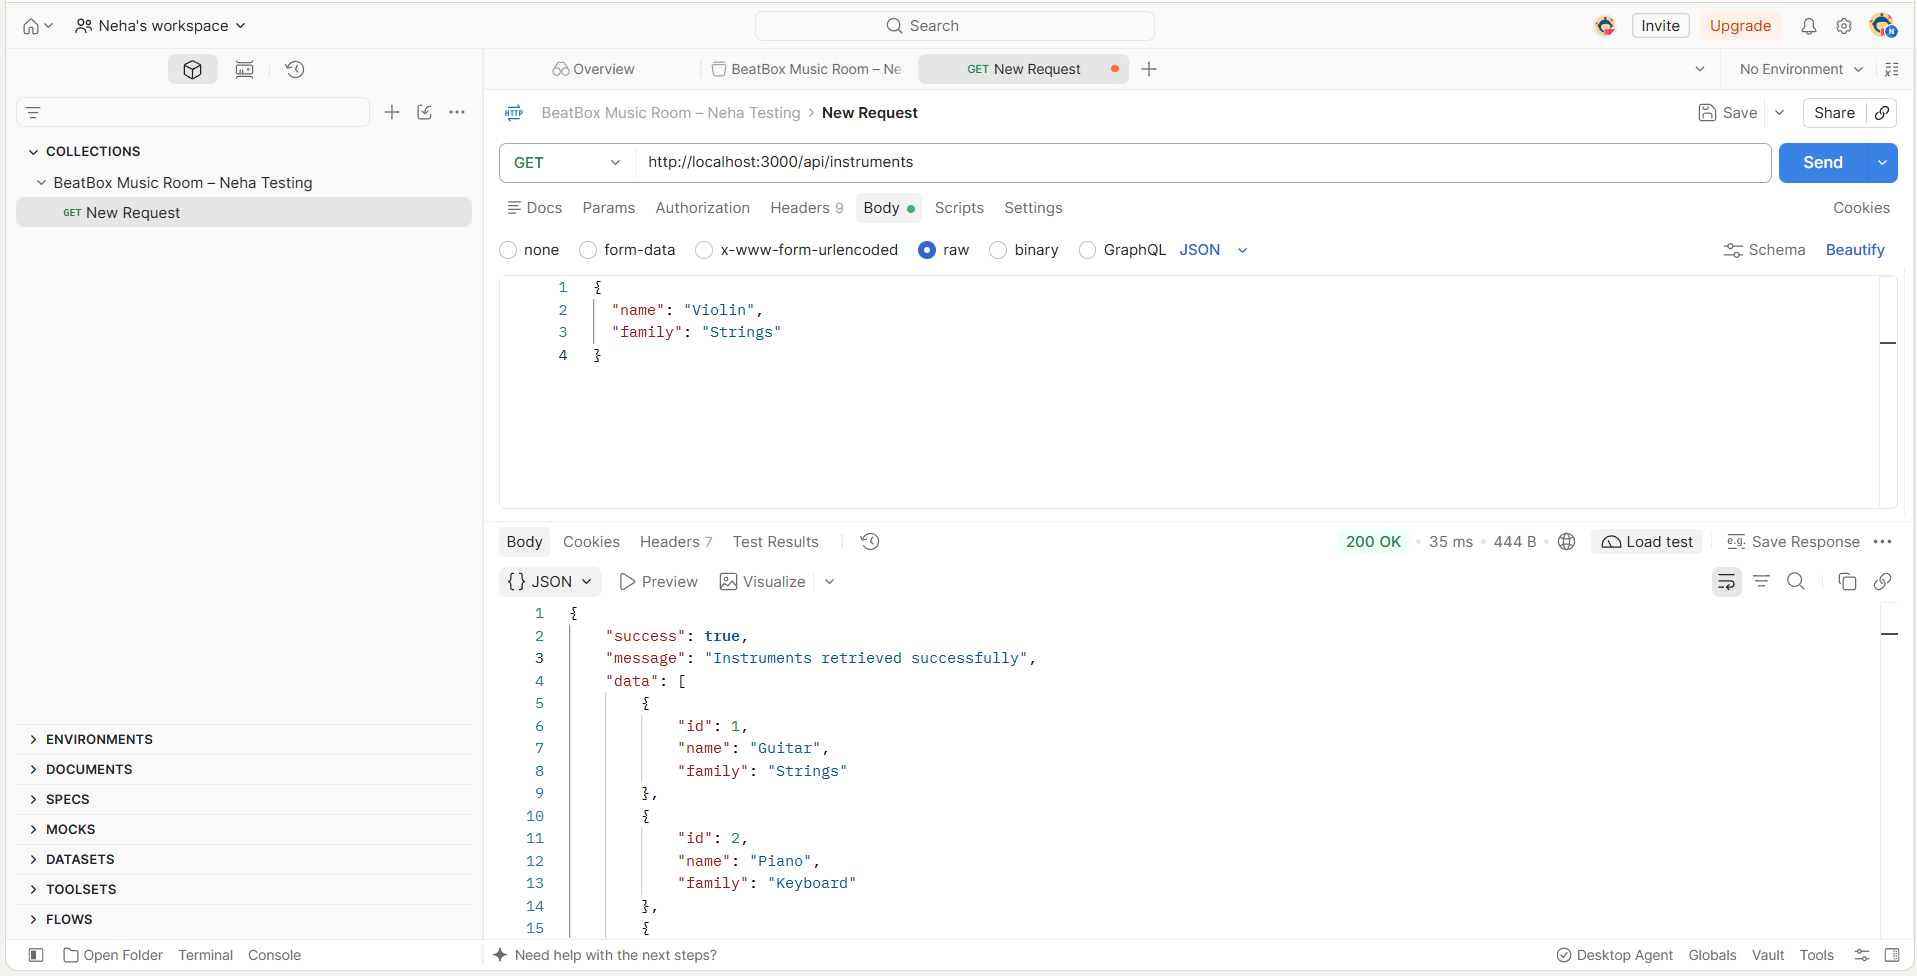 Neha's workspace
Search
Invite
Upgrade
Overview
BeatBox Music Room – Ne
GET New Request
No Environment
HTTP
BeatBox Music Room – Neha Testing > New Request
Save
Share
COLLECTIONS
BeatBox Music Room – Neha Testing
GET New Request
GET
http://localhost:3000/api/instruments
Send
Docs
Params
Authorization
Headers 9
Body
Scripts
Settings
Cookies
none
form-data
x-www-form-urlencoded
raw
binary
GraphQL
JSON
Schema
Beautify
1 {
2 "name": "Violin",
3 "family": "Strings"
4 }
Body
Cookies
Headers 7
Test Results
200 OK
35 ms
444 B
Load test
e.g. Save Response
{} JSON
Preview
Visualize
1 {
2 "success": true,
3 "message": "Instruments retrieved successfully",
4 "data": [
5 {
6 "id": 1,
7 "name": "Guitar",
8 "family": "Strings"
9 },
10 {
11 "id": 2,
12 "name": "Piano",
13 "family": "Keyboard"
14 },
15 {
ENVIRONMENTS
DOCUMENTS
SPECS
MOCKS
DATASETS
TOOLSETS
FLOWS
Open Folder
Terminal
Console
Need help with the next steps?
Desktop Agent
Globals
Vault
Tools